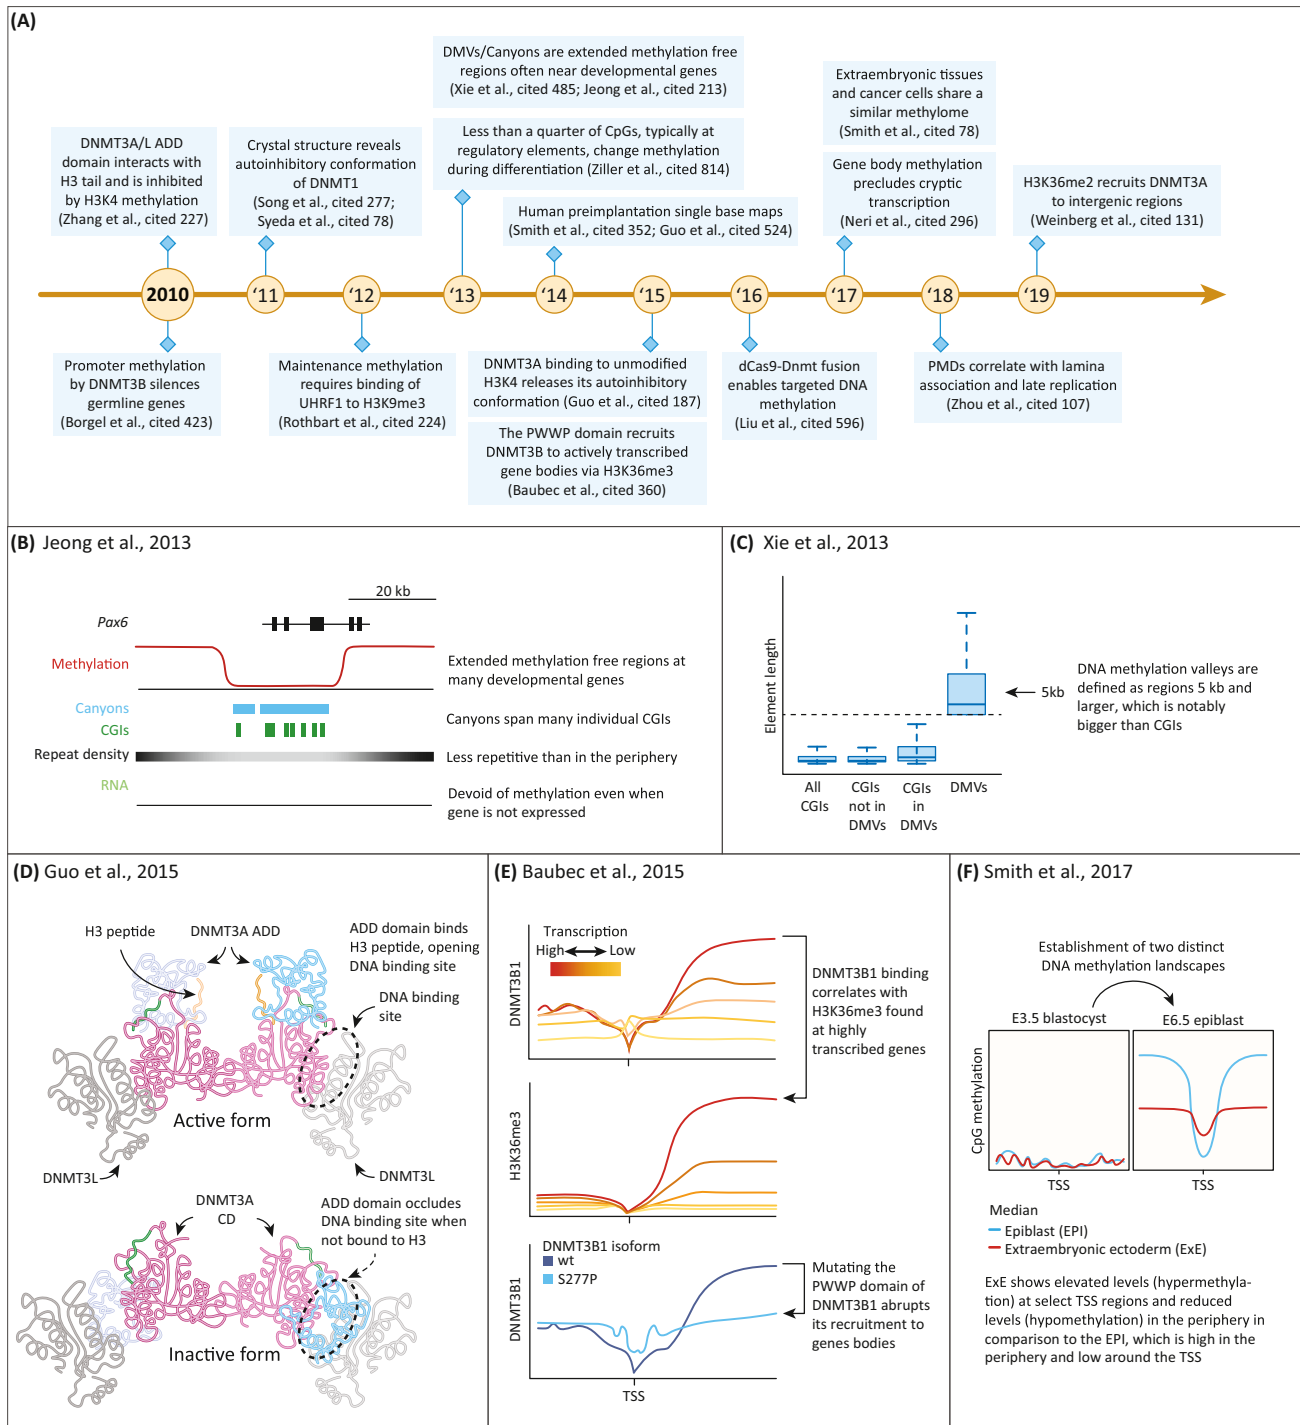 (A)
DMVs/Canyons are extended methylation free
regions often near developmental genes
(Xie et al., cited 485; Jeong et al., cited 213)
Extraembryonic tissues
and cancer cells share a
similar methylome
(Smith et al., cited 78)
DNMT3A/L ADD
domain interacts with
H3 tail and is inhibited
by H3K4 methylation
(Zhang et al., cited 227)
Crystal structure reveals
autoinhibitory conformation
of DNMT1
(Song et al., cited 277;
Syeda et al., cited 78)
Less than a quarter of CpGs, typically at
regulatory elements, change methylation
during differentiation (Ziller et al., cited 814)
Human preimplantation single base maps
(Smith et al., cited 352; Guo et al., cited 524)
Gene body methylation
precludes cryptic
transcription
(Neri et al., cited 296)
H3K36me2 recruits DNMT3A
to intergenic regions
(Weinberg et al., cited 131)
2010
‘11
‘12
‘13
‘14
‘15
‘16
‘17
‘18
‘19
Promoter methylation
by DNMT3B silences
germline genes
(Borgel et al., cited 423)
Maintenance methylation
requires binding of
UHRF1 to H3K9me3
(Rothbart et al., cited 224)
DNMT3A binding to unmodified
H3K4 releases its autoinhibitory
conformation (Guo et al., cited 187)
The PWWP domain recruits
DNMT3B to actively transcribed
gene bodies via H3K36me3
(Baubec et al., cited 360)
dCas9-Dnmt fusion
enables targeted DNA
methylation
(Liu et al., cited 596)
PMDs correlate with lamina
association and late replication
(Zhou et al., cited 107)
(B) Jeong et al., 2013
20 kb
Pax6
Methylation
Extended methylation free regions at
many developmental genes
Canyons
CGIs
Canyons span many individual CGIs
Repeat density
Less repetitive than in the periphery
RNA
Devoid of methylation even when
gene is not expressed
(C) Xie et al., 2013
Element length
5kb
DNA methylation valleys are
defined as regions 5 kb and
larger, which is notably
bigger than CGIs
All
CGIs
CGIs
not in
DMVs
CGIs
in
DMVs
DMVs
(D) Guo et al., 2015
H3 peptide
DNMT3A ADD
ADD domain binds
H3 peptide, opening
DNA binding site
DNA binding
site
Active form
DNMT3L
DNMT3L
DNMT3A
CD
ADD domain occludes
DNA binding site when
not bound to H3
Inactive form
(E) Baubec et al., 2015
Transcription
High
Low
DNMT3B1
DNMT3B1 binding
correlates with
H3K36me3 found
at highly
transcribed genes
H3K36me3
DNMT3B1 isoform
wt
S277P
DNMT3B1
Mutating the
PWWP domain of
DNMT3B1 abrupts
its recruitment to
genes bodies
TSS
(F) Smith et al., 2017
Establishment of two distinct
DNA methylation landscapes
E3.5 blastocyst
E6.5 epiblast
CpG methylation
TSS
TSS
Median
Epiblast (EPI)
Extraembryonic ectoderm (ExE)
ExE shows elevated levels (hypermethyla-
tion) at select TSS regions and reduced
levels (hypomethylation) in the periphery in
comparison to the EPI, which is high in the
periphery and low around the TSS